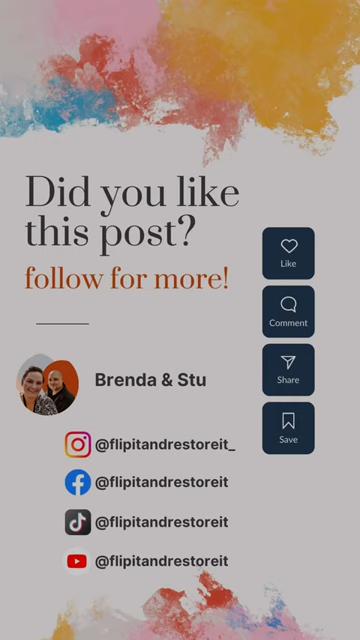 Did you like
this post?
follow for more!
Like
Comment
Share
Save
Brenda & Stu
@flipitandrestoreit_
@flipitandrestoreit
@flipitandrestoreit
@flipitandrestoreit